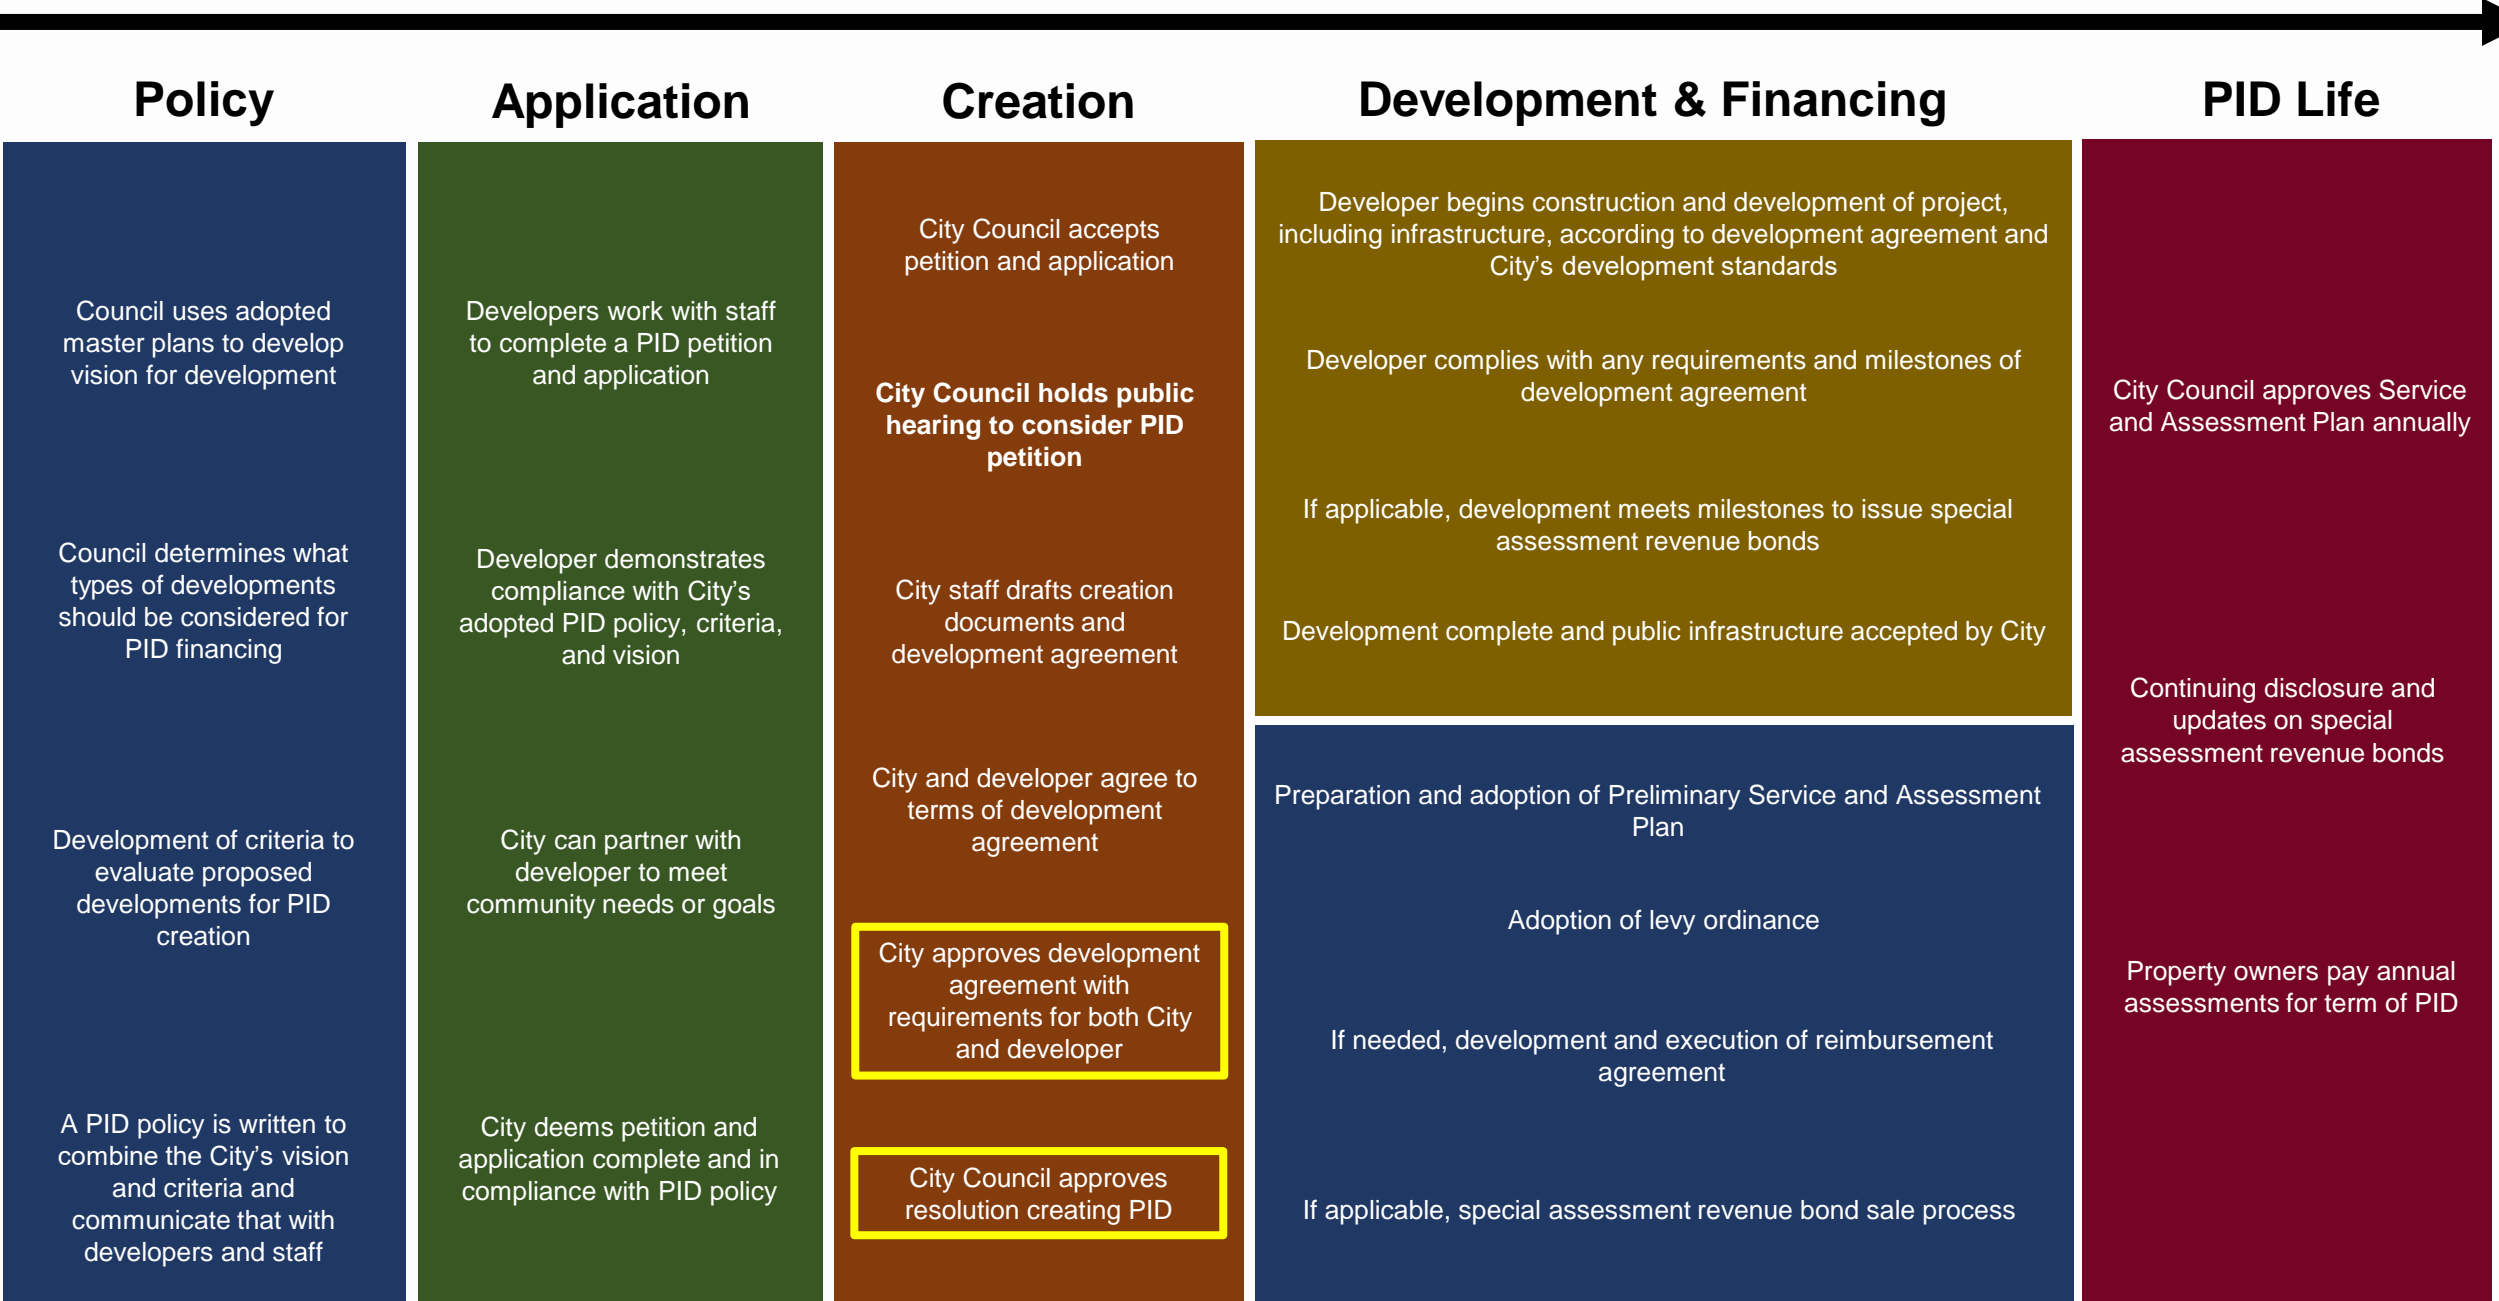 Policy
Council uses adopted
master plans to develop
vision for development
Council determines what
types of developments
should be considered for
PID financing
Development of criteria to
evaluate proposed
developments for PID
creation
A PID policy is written to
combine the City’s vision
and criteria and
communicate that with
developers and staff
Application
Developers work with staff
to complete a PID petition
and application
Developer demonstrates
compliance with City’s
adopted PID policy, criteria,
and vision
City can partner with
developer to meet
community needs or goals
City deems petition and
application complete and in
compliance with PID policy
Creation
City Council accepts
petition and application
City Council holds public
hearing to consider PID
petition
City staff drafts creation
documents and
development agreement
City and developer agree to
terms of development
agreement
City approves development
agreement with
requirements for both City
and developer
City Council approves
resolution creating PID
Development & Financing
Developer begins construction and development of project,
including infrastructure, according to development agreement and
City’s development standards
Developer complies with any requirements and milestones of
development agreement
If applicable, development meets milestones to issue special
assessment revenue bonds
Development complete and public infrastructure accepted by City
Preparation and adoption of Preliminary Service and Assessment
Plan
Adoption of levy ordinance
If needed, development and execution of reimbursement
agreement
If applicable, special assessment revenue bond sale process
PID Life
City Council approves Service
and Assessment Plan annually
Continuing disclosure and
updates on special
assessment revenue bonds
Property owners pay annual
assessments for term of PID